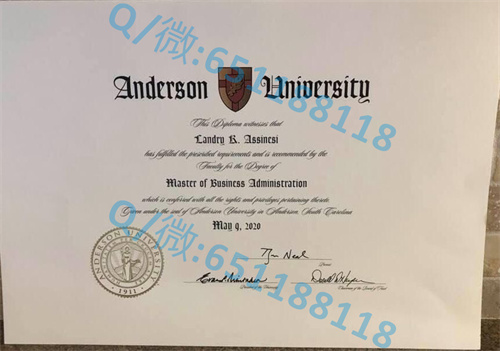 Q/微:651188118
Anderson University
This Diploma witnesses that
Landry K. Assinesi
has fulfilled the prescribed requirements and is recommended by the
Faculty for the Degree of
Master of Business Administration
which is conferred with all the rights and privileges pertaining thereto.
Given under the seal of Anderson University in Anderson, South Carolina
May 9, 2020
Q/微:651188118
ANDERSON UNIVERSITY
1911